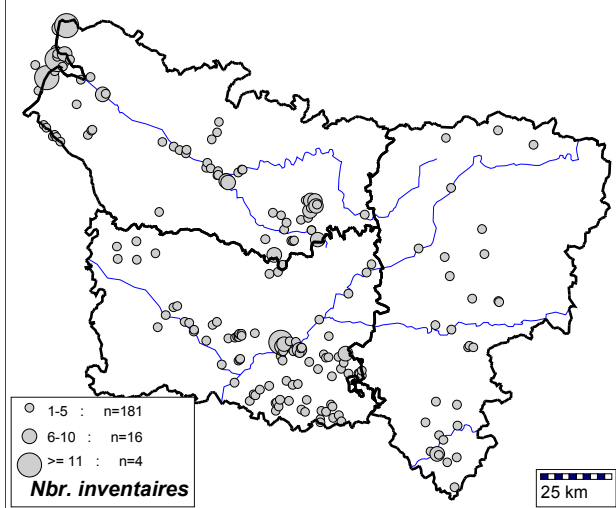 1-5 : n=181
6-10 : n=16
>= 11 : n=4
Nbr. inventaires
25 km